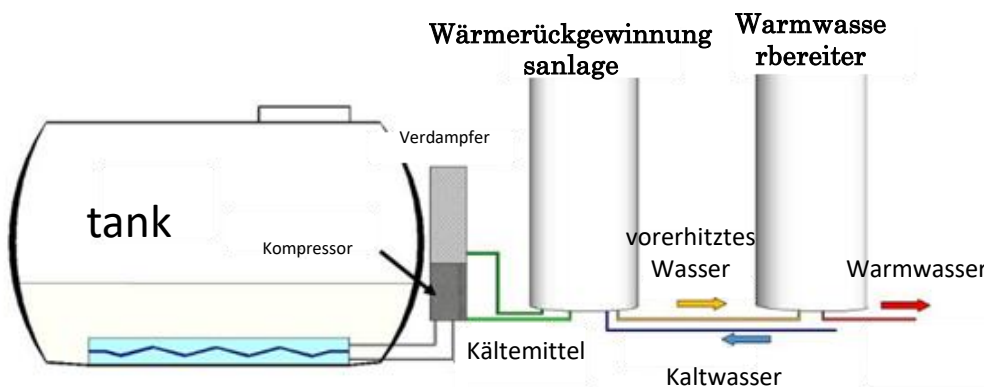 Wärmerückgewinnung
sanlage
Warmwasse
rbereiter
Verdampfer
tank
Kompressor
vorerhitztes
Wasser
Warmwasser
Kältemittel
Kaltwasser